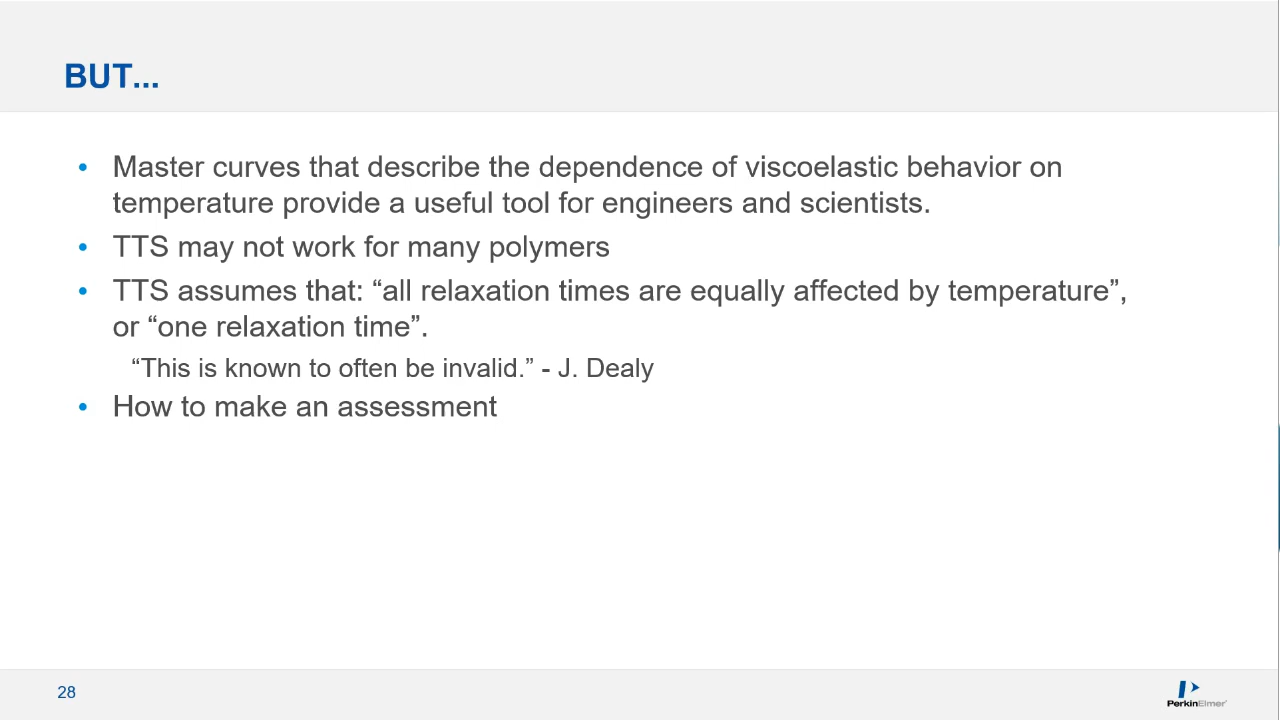 BUT...
• Master curves that describe the dependence of viscoelastic behavior on
temperature provide a useful tool for engineers and scientists.
• TTS may not work for many polymers
• TTS assumes that: “all relaxation times are equally affected by temperature”,
or “one relaxation time”.
“This is known to often be invalid.” - J. Dealy
• How to make an assessment
28
PerkinElmer